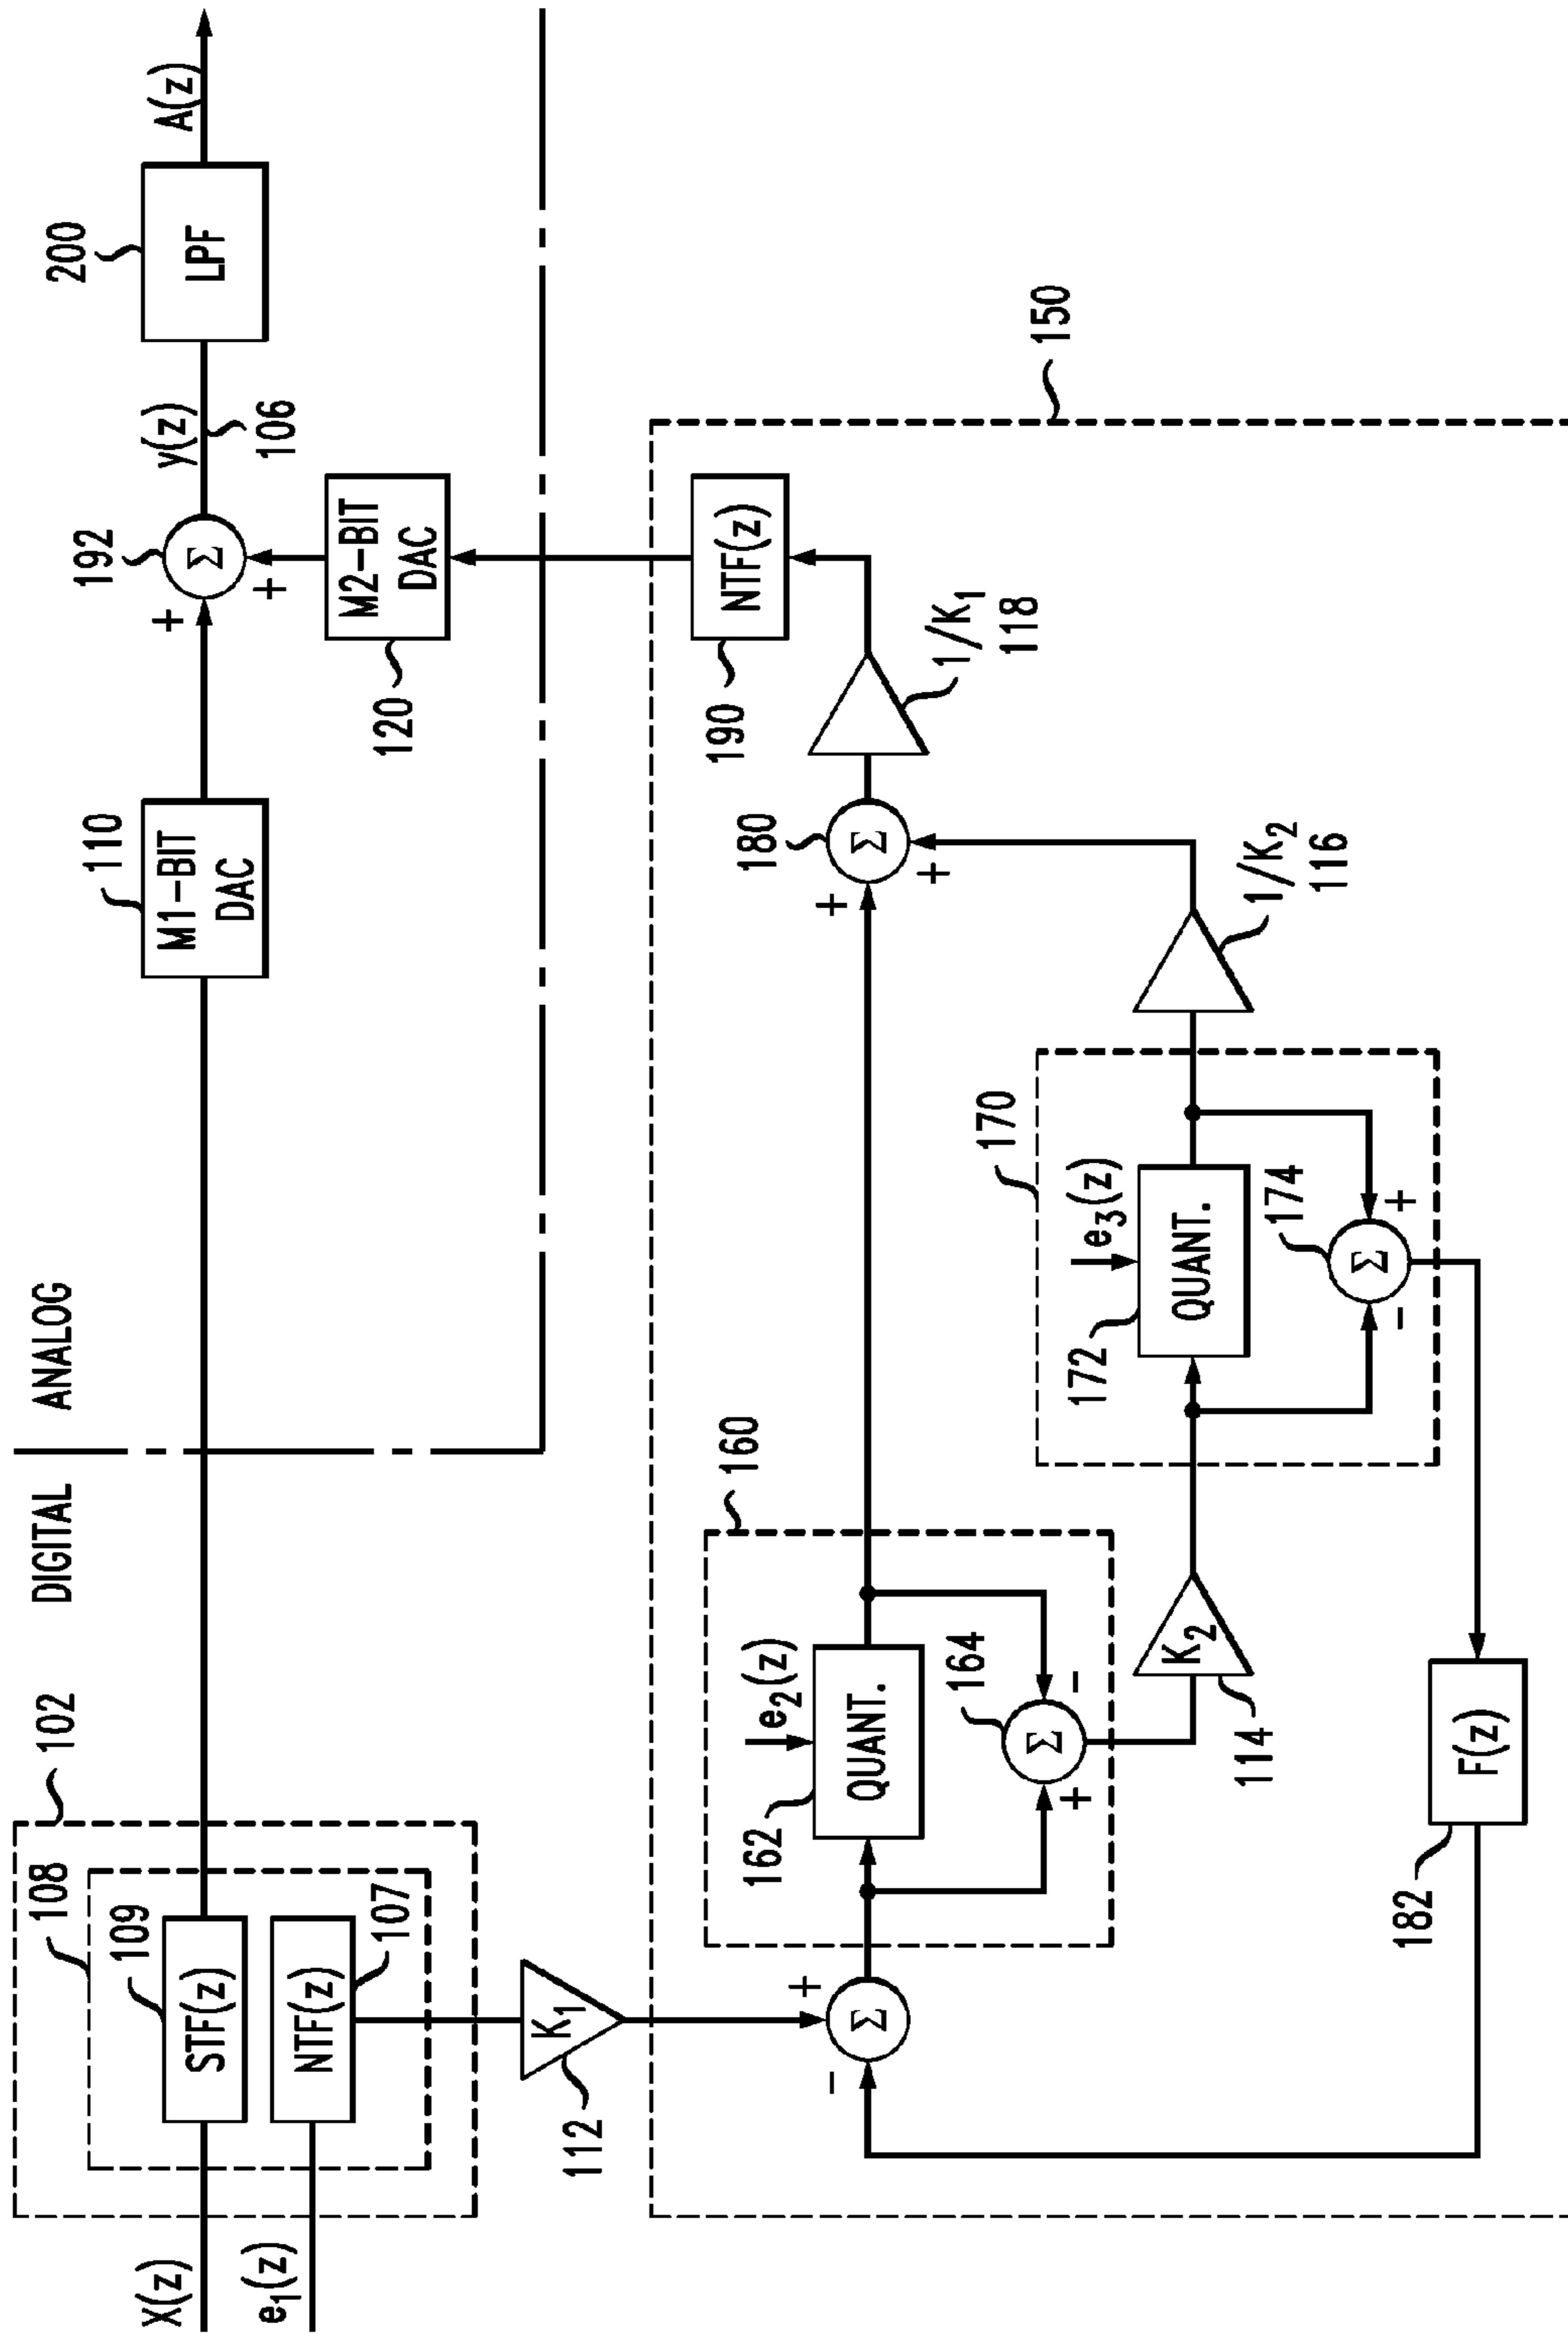 DIGITAL
ANALOG
102
108
109
STF(z)
NTF(z)
107
X(z)
e1(z)
110
M1-BIT
DAC
192
Σ
+
+
y(z)
106
200
LPF
A(z)
M2-BIT
DAC
120
K1
112
150
+
-
Σ
160
e2(z)
162
QUANT.
164
Σ
+
-
K2
114
170
e3(z)
172
QUANT.
174
Σ
-
+
1/K2
116
180
Σ
+
+
1/K1
118
190
NTF(z)
182
F(z)